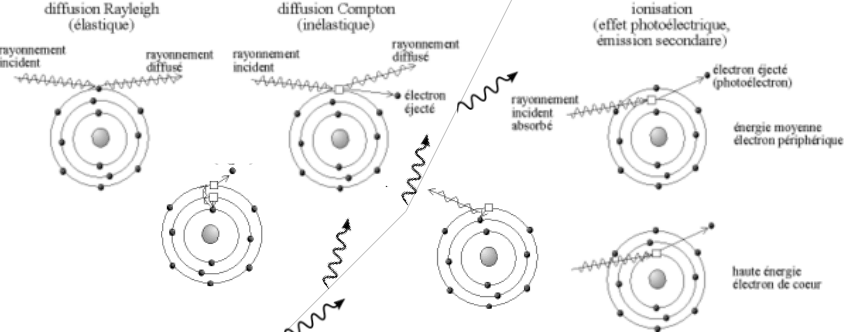 diffusion Rayleigh
(élastique)
rayonnement
incident
rayonnement
diffusé
diffusion Compton
(inélastique)
rayonnement
incident
rayonnement
diffusé
électron
éjecté
ionisation
(effet photoélectrique,
émission secondaire)
rayonnement
incident
absorbé
électron éjecté
(photoélectron)
énergie moyenne
électron périphérique
haute énergie
électron de coeur